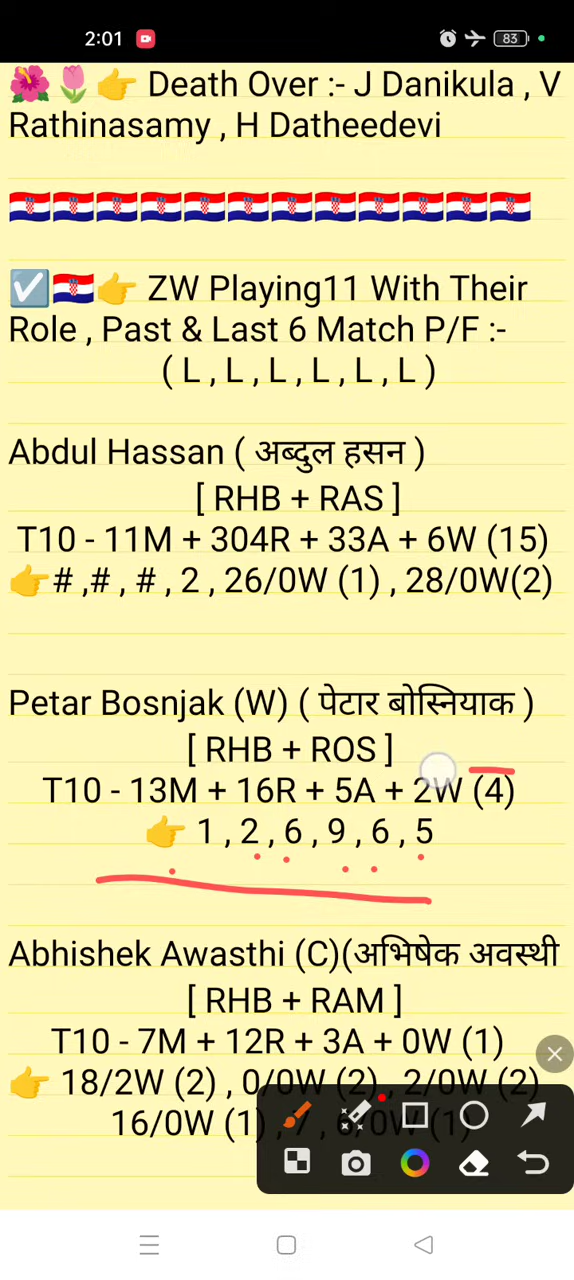 2:01
83
Death Over :- J Danikula , V
Rathinasamy , H Datheedevi
ZW Playing11 With Their
Role , Past & Last 6 Match P/F :-
( L , L , L , L , L , L )
Abdul Hassan ( अब्दुल हसन )
[ RHB + RAS ]
T10 - 11M + 304R + 33A + 6W (15)
👉# ,# , # , 2 , 26/0W (1) , 28/0W(2)
Petar Bosnjak (W) ( पेटार बोस्नियाक )
[ RHB + ROS ]
T10 - 13M + 16R + 5A + 2W (4)
👉 1 , 2 , 6 , 9 , 6 , 5
Abhishek Awasthi (C)(अभिषेक अवस्थी
[ RHB + RAM ]
T10 - 7M + 12R + 3A + 0W (1)
👉 18/2W (2) , 0/0W (2) , 2/0W (2)
16/0W (1) , 7 , 6/0W (1)